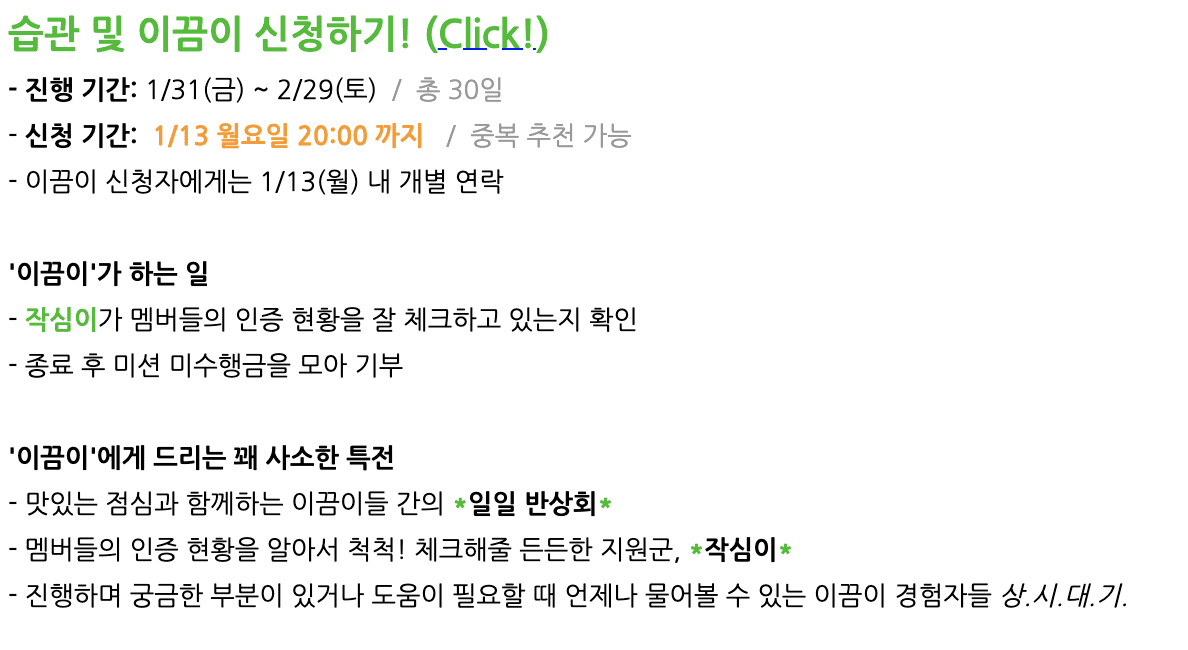 습관 및 이끔이 신청하기! (Click!)
- 진행 기간: 1/31(금) ~ 2/29(토) / 총 30일
- 신청 기간: 1/13 월요일 20:00 까지 / 중복 추천 가능
- 이끔이 신청자에게는 1/13(월) 내 개별 연락
'이끔이'가 하는 일
- 작심이가 멤버들의 인증 현황을 잘 체크하고 있는지 확인
- 종료 후 미션 미수행금을 모아 기부
'이끔이'에게 드리는 꽤 사소한 특전
- 맛있는 점심과 함께하는 이끔이들 간의 *일일 반상회*
- 멤버들의 인증 현황을 알아서 척척! 체크해줄 든든한 지원군, *작심이*
- 진행하며 궁금한 부분이 있거나 도움이 필요할 때 언제나 물어볼 수 있는 이끔이 경험자들 상.시.대.기.